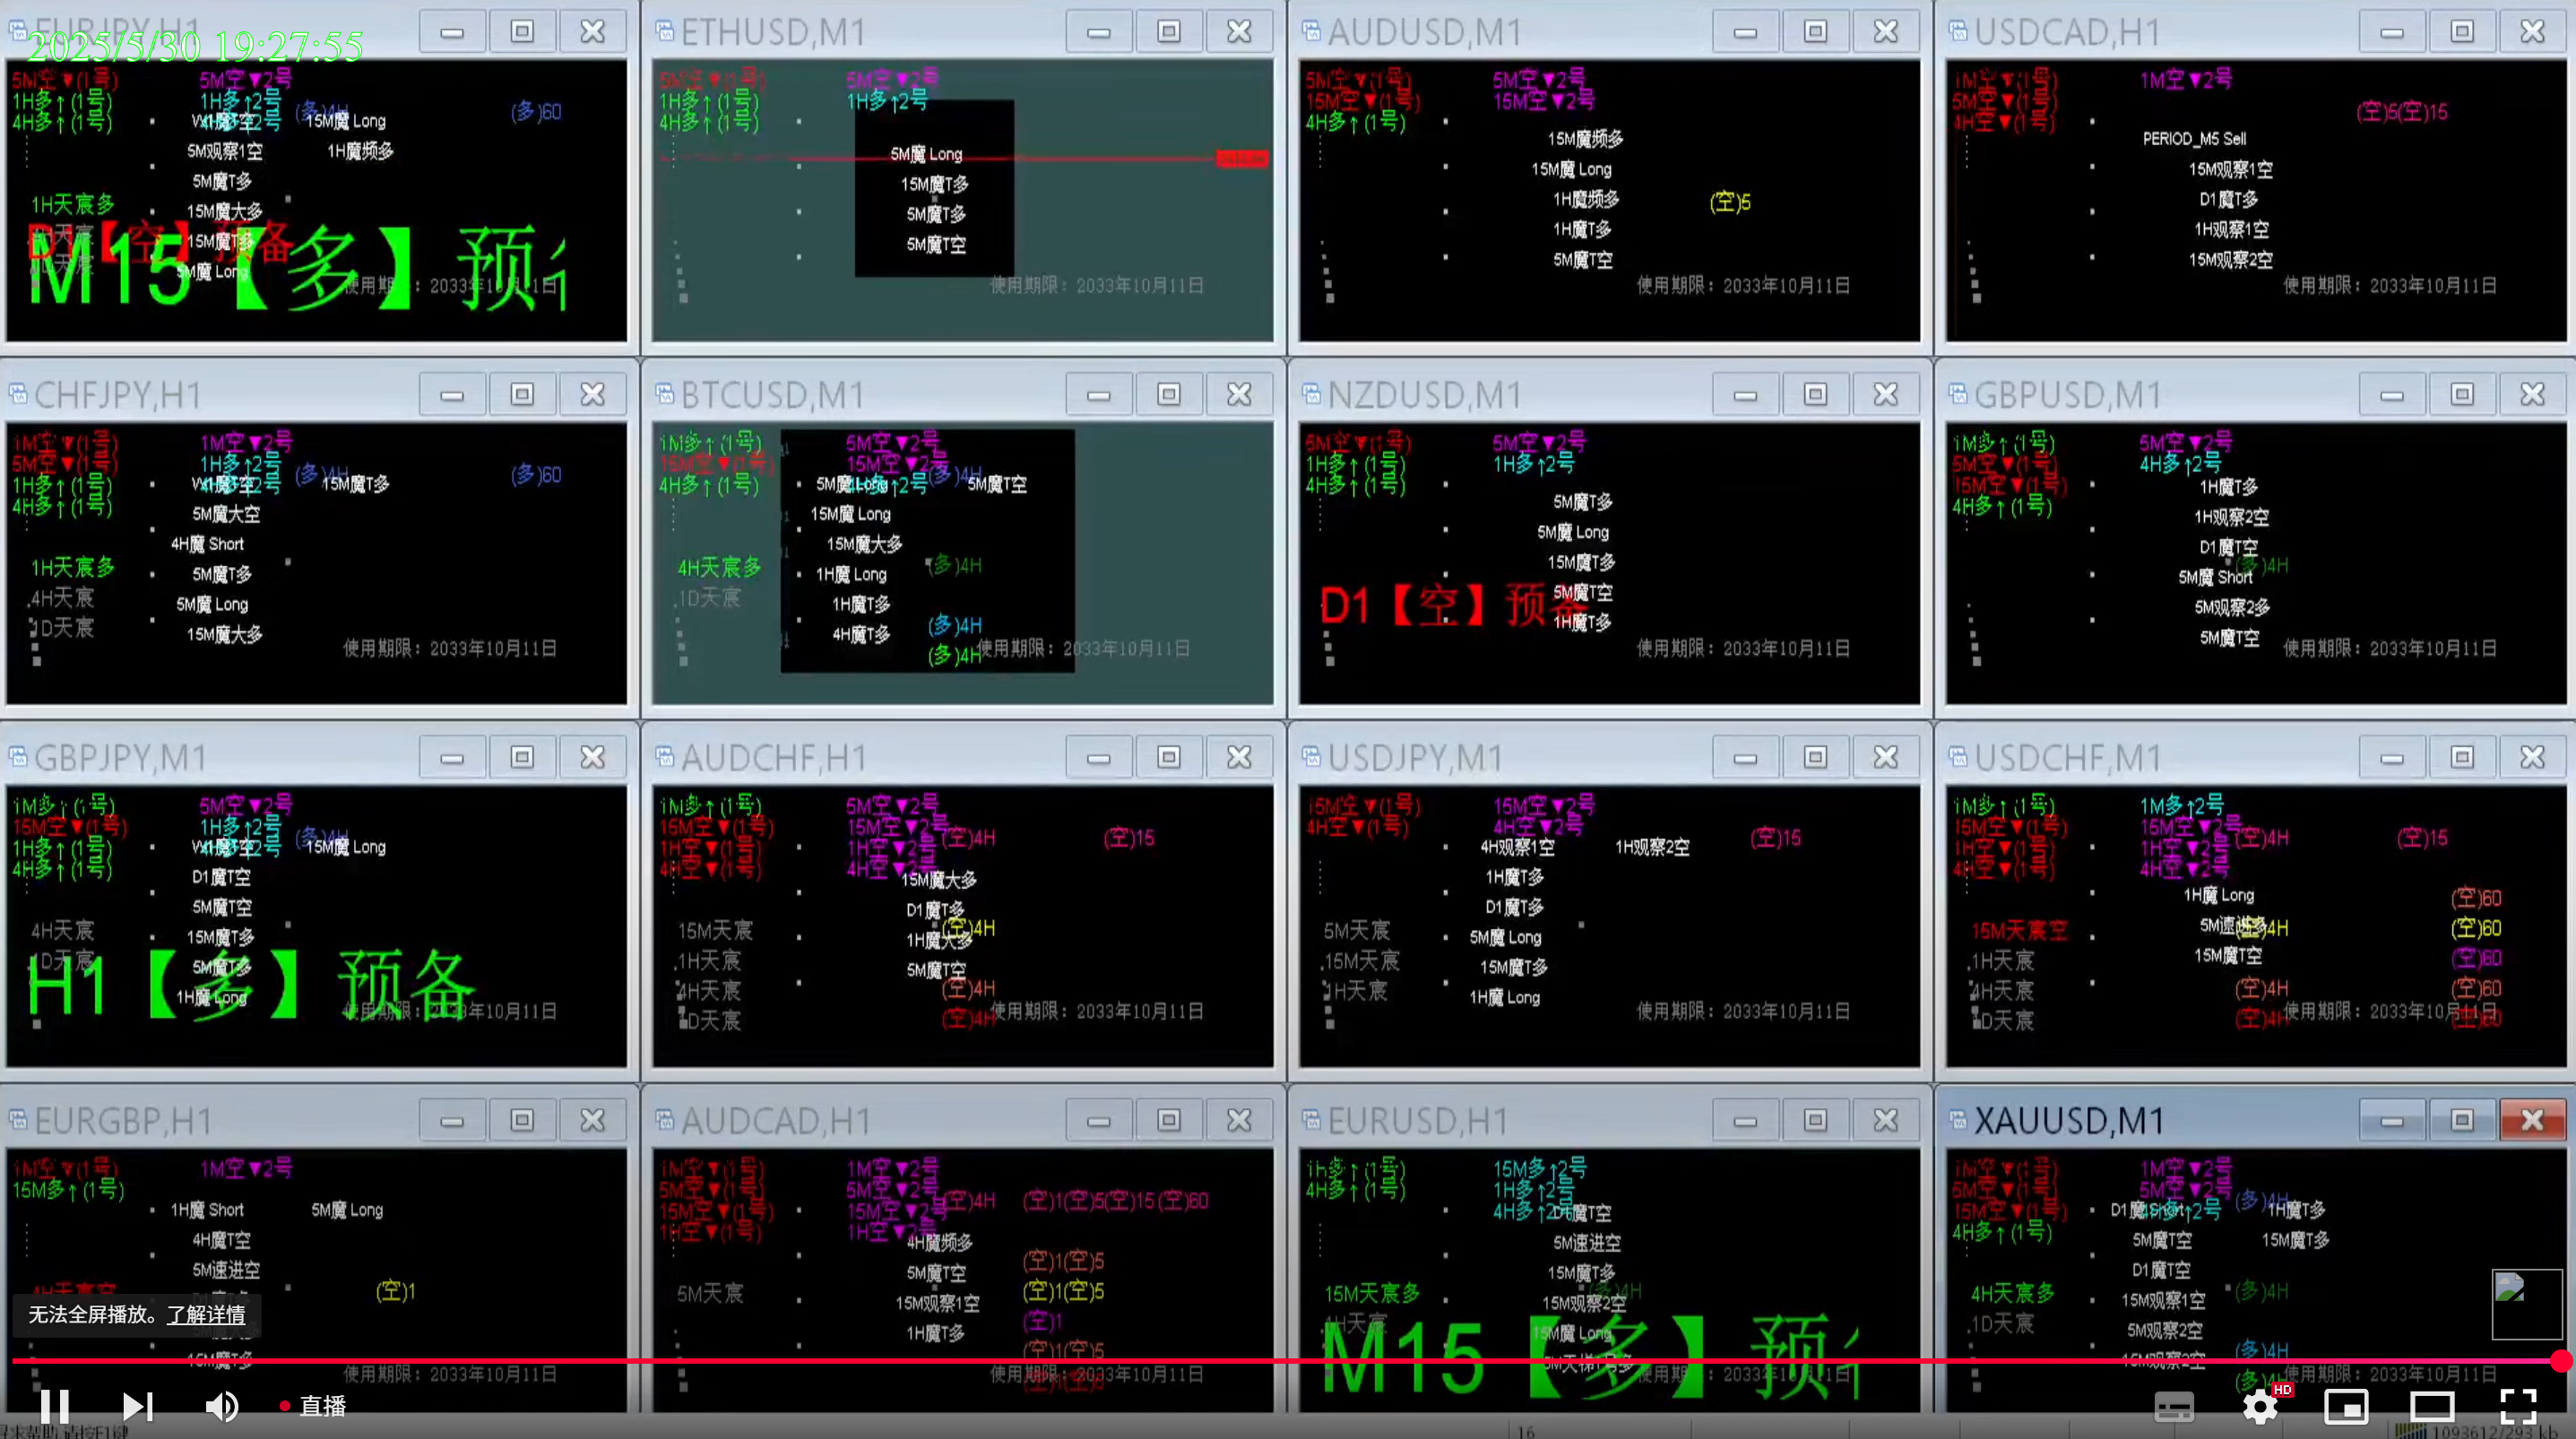 EURJPY,H1
2025/5/30 19:27:55
5M空▼(1号)
1H多↑(1号)
4H多↑(1号)
5M空▼2号
1H多↑2号
(多)4H
(多)60
15M魔 Long
5M观察1空
1H魔频多
5M魔T多
1H天宸多
15M魔大多
D1【空】预备
15M魔T多
M15【多】预
5M魔 Long
使用期限：2033年10月11日
ETHUSD,M1
5M空▼(1号)
1H多↑(1号)
4H多↑(1号)
5M空▼2号
1H多↑2号
5M魔 Long
15M魔T多
5M魔T多
5M魔T空
使用期限：2033年10月11日
AUDUSD,M1
5M空▼(1号)
15M空▼(1号)
4H多↑(1号)
5M空▼2号
15M空▼2号
15M魔频多
15M魔 Long
1H魔频多
(空)5
1H魔T多
5M魔T空
使用期限：2033年10月11日
USDCAD,H1
1M空▼(1号)
5M空▼(1号)
4H空▼(1号)
1M空▼2号
(空)5(空)15
PERIOD_M5 Sell
15M观察1空
D1魔T多
1H观察1空
15M观察2空
使用期限：2033年10月11日
CHFJPY,H1
1M空▼(1号)
5M空▼(1号)
1H多↑(1号)
4H多↑(1号)
1M空▼2号
1H多↑2号
(多)4H
(多)60
15M魔T多
5M魔大空
4H魔 Short
1H天宸多
5M魔T多
4H天宸
5M魔 Long
1D天宸
15M魔大多
使用期限：2033年10月11日
BTCUSD,M1
1M多↑(1号)
15M空▼(1号)
4H多↑(1号)
5M空▼2号
15M空▼2号
4H多↑2号
(多)4H
5M魔 Long
5M魔T空
15M魔 Long
15M魔大多
4H天宸多
(多)4H
1H魔 Long
1D天宸
1H魔T多
(多)4H
4H魔T多
(多)4H
使用期限：2033年10月11日
NZDUSD,M1
5M空▼(1号)
1H多↑(1号)
4H多↑(1号)
5M空▼2号
1H多↑2号
5M魔T多
5M魔 Long
15M魔T多
5M魔T空
D1【空】预备
1H魔T多
使用期限：2033年10月11日
GBPUSD,M1
1M多↑(1号)
5M空▼(1号)
15M空▼(1号)
4H多↑(1号)
5M空▼2号
4H多↑2号
1H魔T多
1H观察2空
D1魔T空
(多)4H
5M魔 Short
5M观察2多
5M魔T空
使用期限：2033年10月11日
GBPJPY,M1
1M多↑(1号)
15M空▼(1号)
1H多↑(1号)
4H多↑(1号)
5M空▼2号
1H多↑2号
(多)4H
15M魔 Long
D1魔T空
5M魔T空
4H天宸
15M魔T多
1D天宸
5M魔T多
H1【多】预备
1H魔 Long
使用期限：2033年10月11日
AUDCHF,H1
1M多↑(1号)
15M空▼(1号)
1H空▼(1号)
4H空▼(1号)
5M空▼2号
15M空▼2号
1H空▼2号
4H空▼2号
(空)4H
(空)15
15M魔大多
D1魔T多
15M天宸
(空)4H
1H魔大多
1H天宸
5M魔T空
4H天宸
(空)4H
1D天宸
(空)4H
使用期限：2033年10月11日
USDJPY,M1
15M空▼(1号)
4H空▼(1号)
15M空▼2号
4H空▼2号
(空)15
4H观察1空
1H观察2空
1H魔T多
D1魔T多
5M天宸
5M魔 Long
15M天宸
15M魔T多
1H天宸
1H魔 Long
使用期限：2033年10月11日
USDCHF,M1
1M多↑(1号)
15M空▼(1号)
1H空▼(1号)
4H空▼(1号)
1M多↑2号
15M空▼2号
1H空▼2号
4H空▼2号
(空)4H
(空)15
1H魔 Long
(空)60
15M天宸空
5M速进多
(空)4H
(空)60
1H天宸
15M魔T空
(空)60
4H天宸
(空)4H
(空)60
1D天宸
(空)4H
(空)60
使用期限：2033年10月11日
EURGBP,H1
1M空▼(1号)
15M多↑(1号)
1M空▼2号
1H魔 Short
5M魔 Long
4H魔T空
5M速进空
4H天宸空
(空)1
无法全屏播放。了解详情
15M魔T多
使用期限：2033年10月11日
AUDCAD,H1
1M空▼(1号)
5M空▼(1号)
15M空▼(1号)
1H空▼(1号)
1M空▼2号
5M空▼2号
15M空▼2号
1H空▼2号
(空)4H
(空)1(空)5(空)15(空)60
4H魔频多
(空)1(空)5
5M魔T空
5M天宸
(空)1(空)5
15M观察1空
(空)1
1H魔T多
(空)1(空)5
使用期限：2033年10月11日
EURUSD,H1
1h多↑(1号)
4H多↑(1号)
15M多↑2号
1H多↑2号
4H多↑2号
5M速进空
15M魔T多
15M天宸多
(多)4H
15M观察2空
15M魔 Long
M15【多】预
使用期限：2033年10月11日
XAUUSD,M1
1M空▼(1号)
5M空▼(1号)
15M空▼(1号)
4H多↑(1号)
1M空▼2号
5M空▼2号
4H多↑2号
(多)4H
D1魔 Short
1H魔T多
5M魔T空
15M魔T多
D1魔T空
4H天宸多
15M观察1空
(多)4H
1D天宸
5M观察2空
15M观察2空
(多)4H
使用期限：2033年10月11日
直播
HD
16
1093612/293 kb